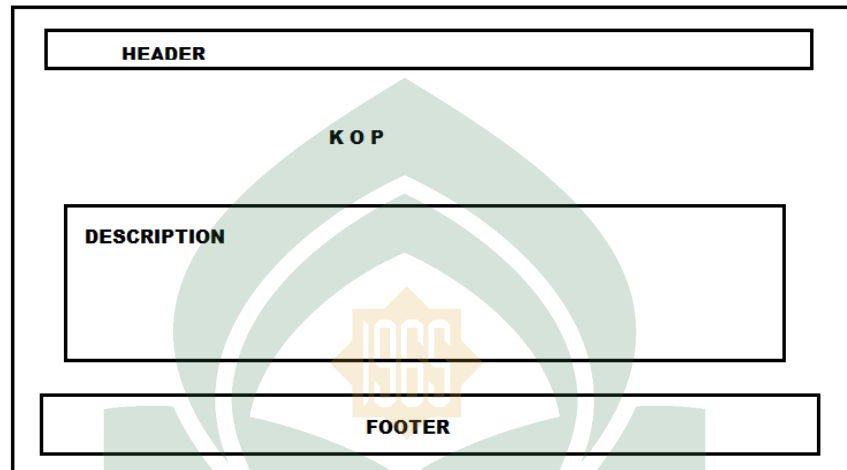 HEADER
K O P
DESCRIPTION
1965
FOOTER